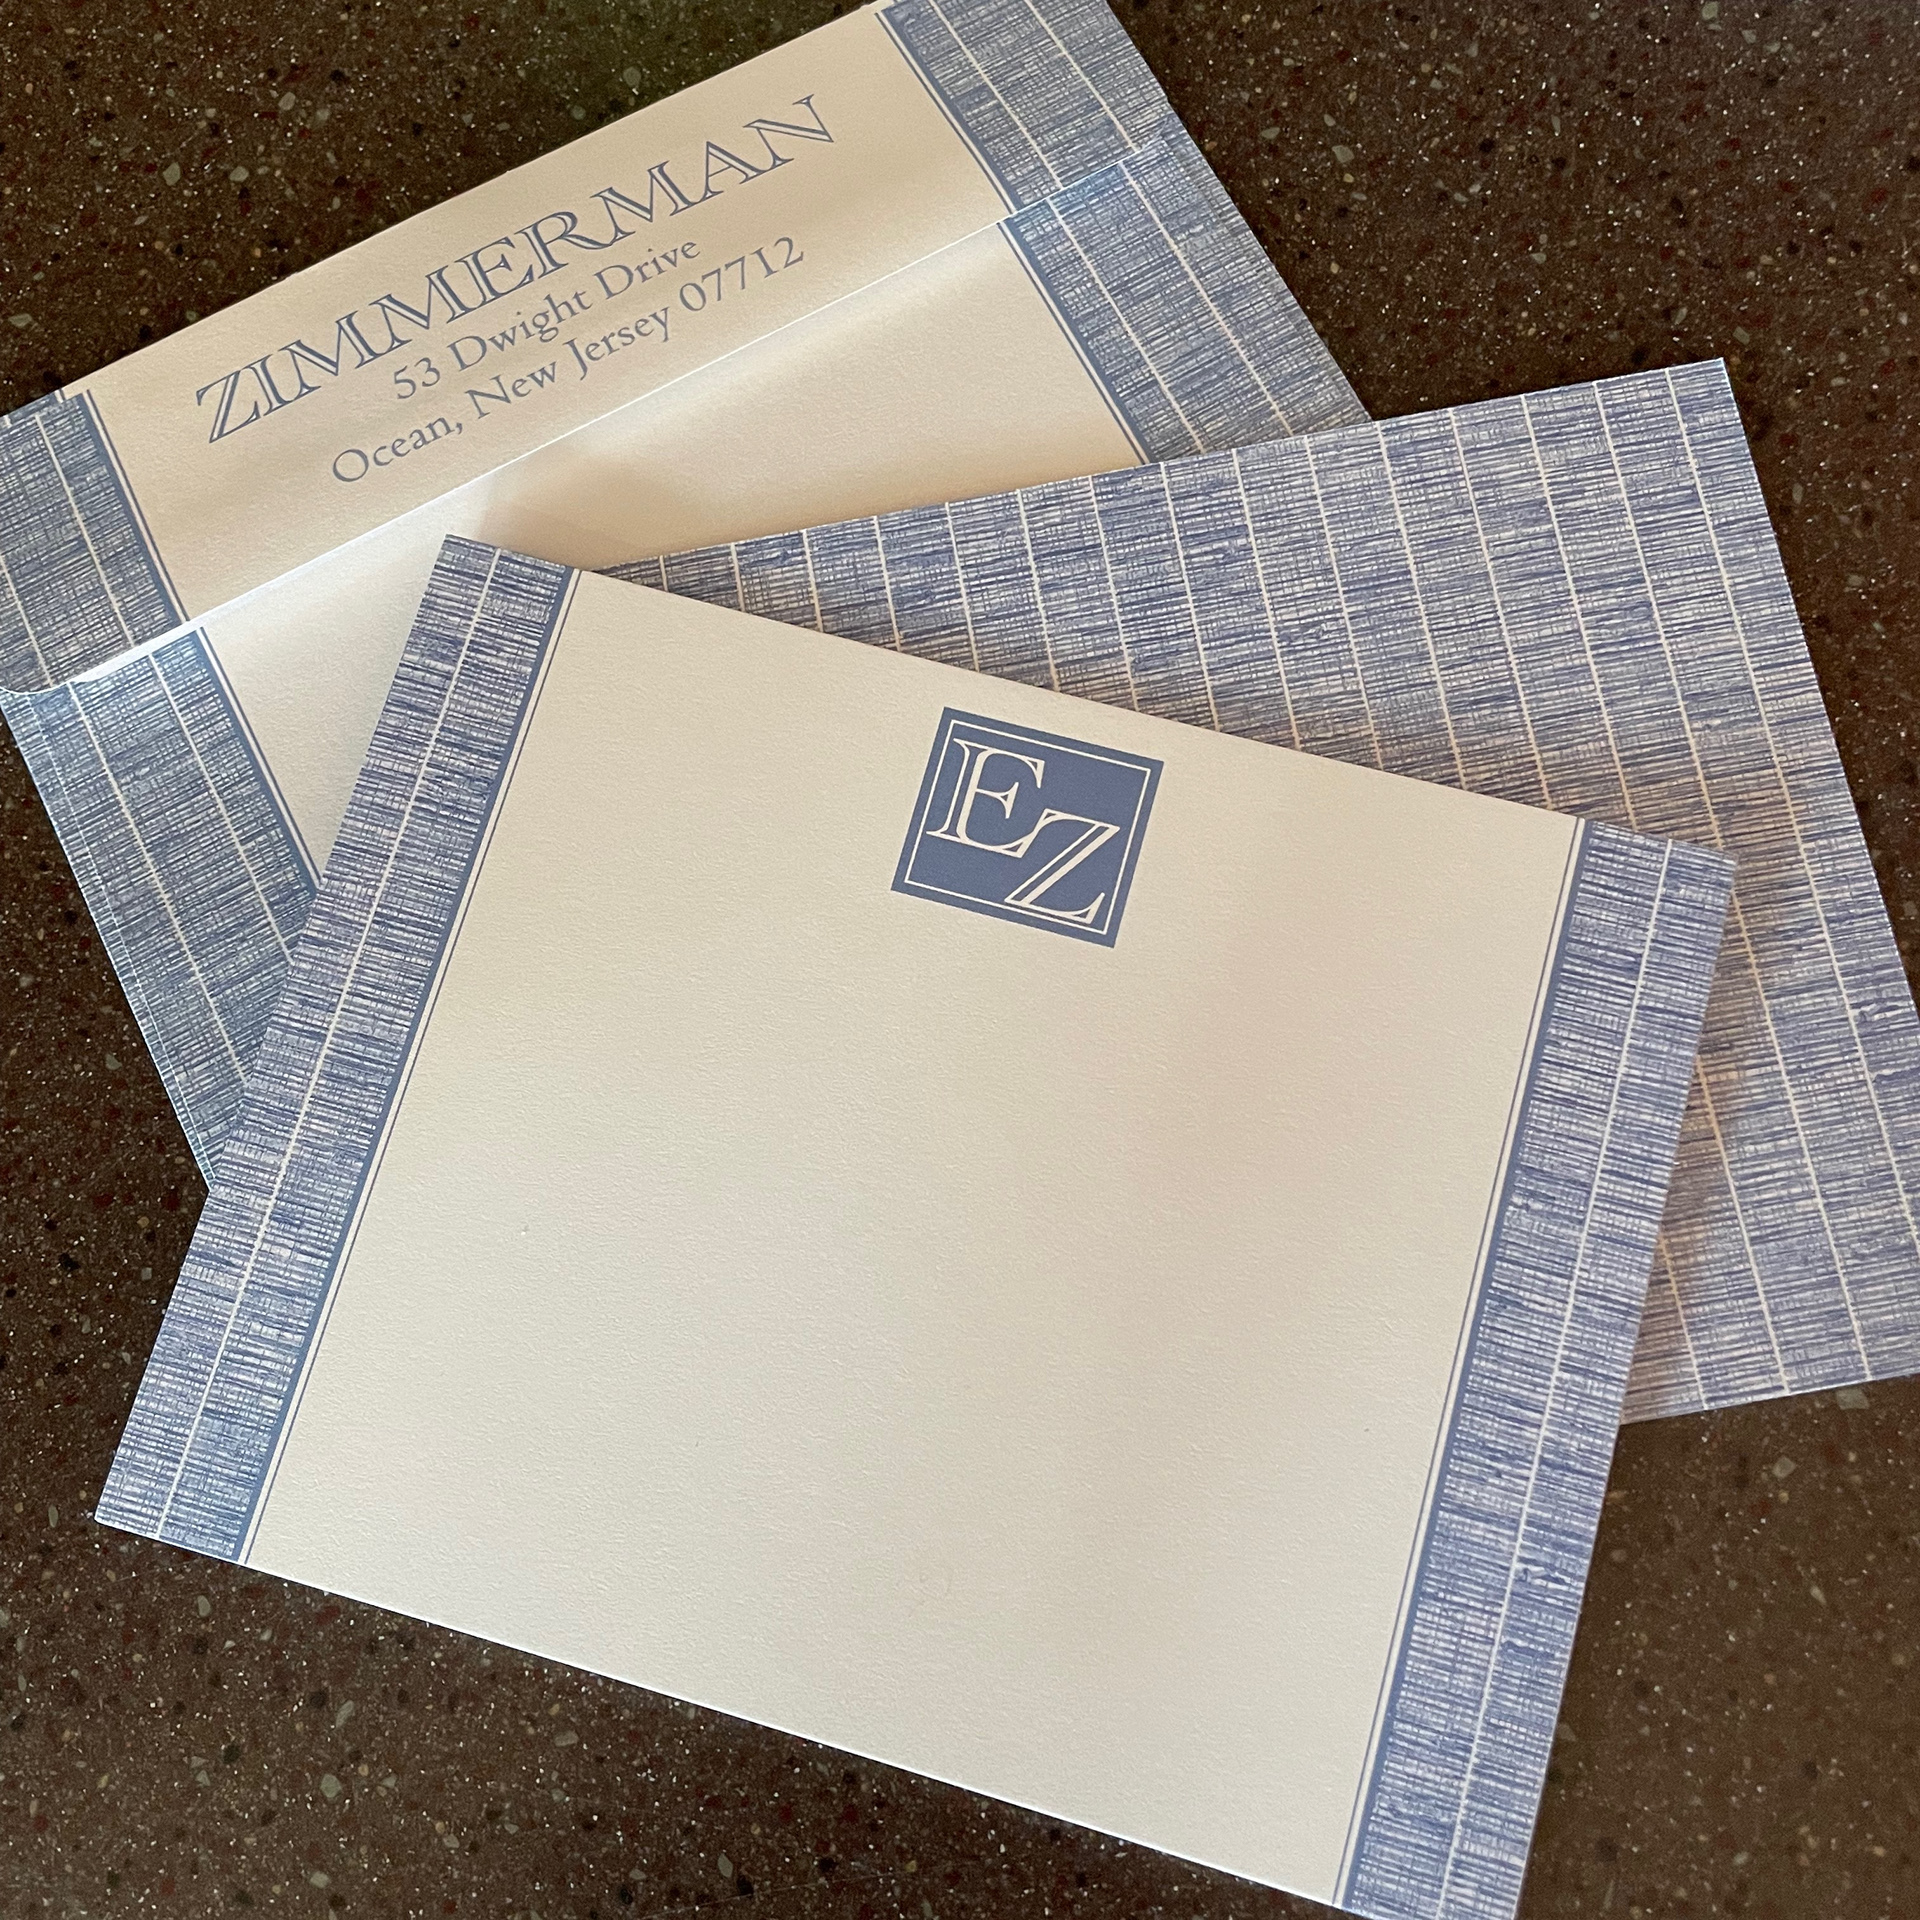 ZIMMERMAN
53 Dwight Drive
Ocean, New Jersey 07712
EZ